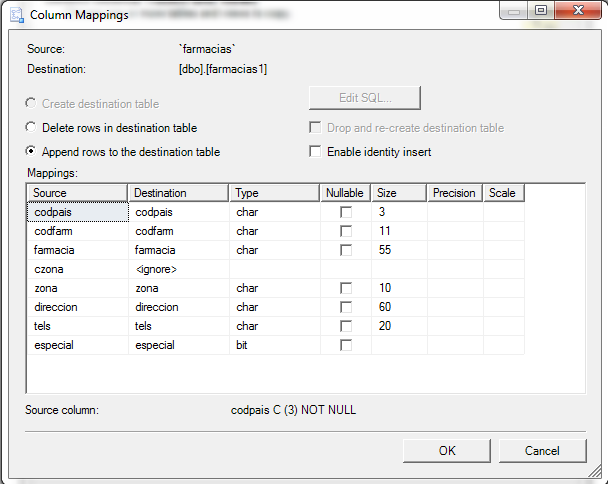 Column Mappings
Source: `farmacias`
Destination: [dbo].[farmacias1]
Create destination table Edit SQL...
Delete rows in destination table Drop and re-create destination table
Append rows to the destination table Enable identity insert
Mappings:
Source Destination Type Nullable Size Precision Scale
codpais codpais char 3
codfarm codfarm char 11
farmacia farmacia char 55
czona <ignore>
zona zona char 10
direccion direccion char 60
tels tels char 20
especial especial bit
Source column: codpais C (3) NOT NULL
OK Cancel